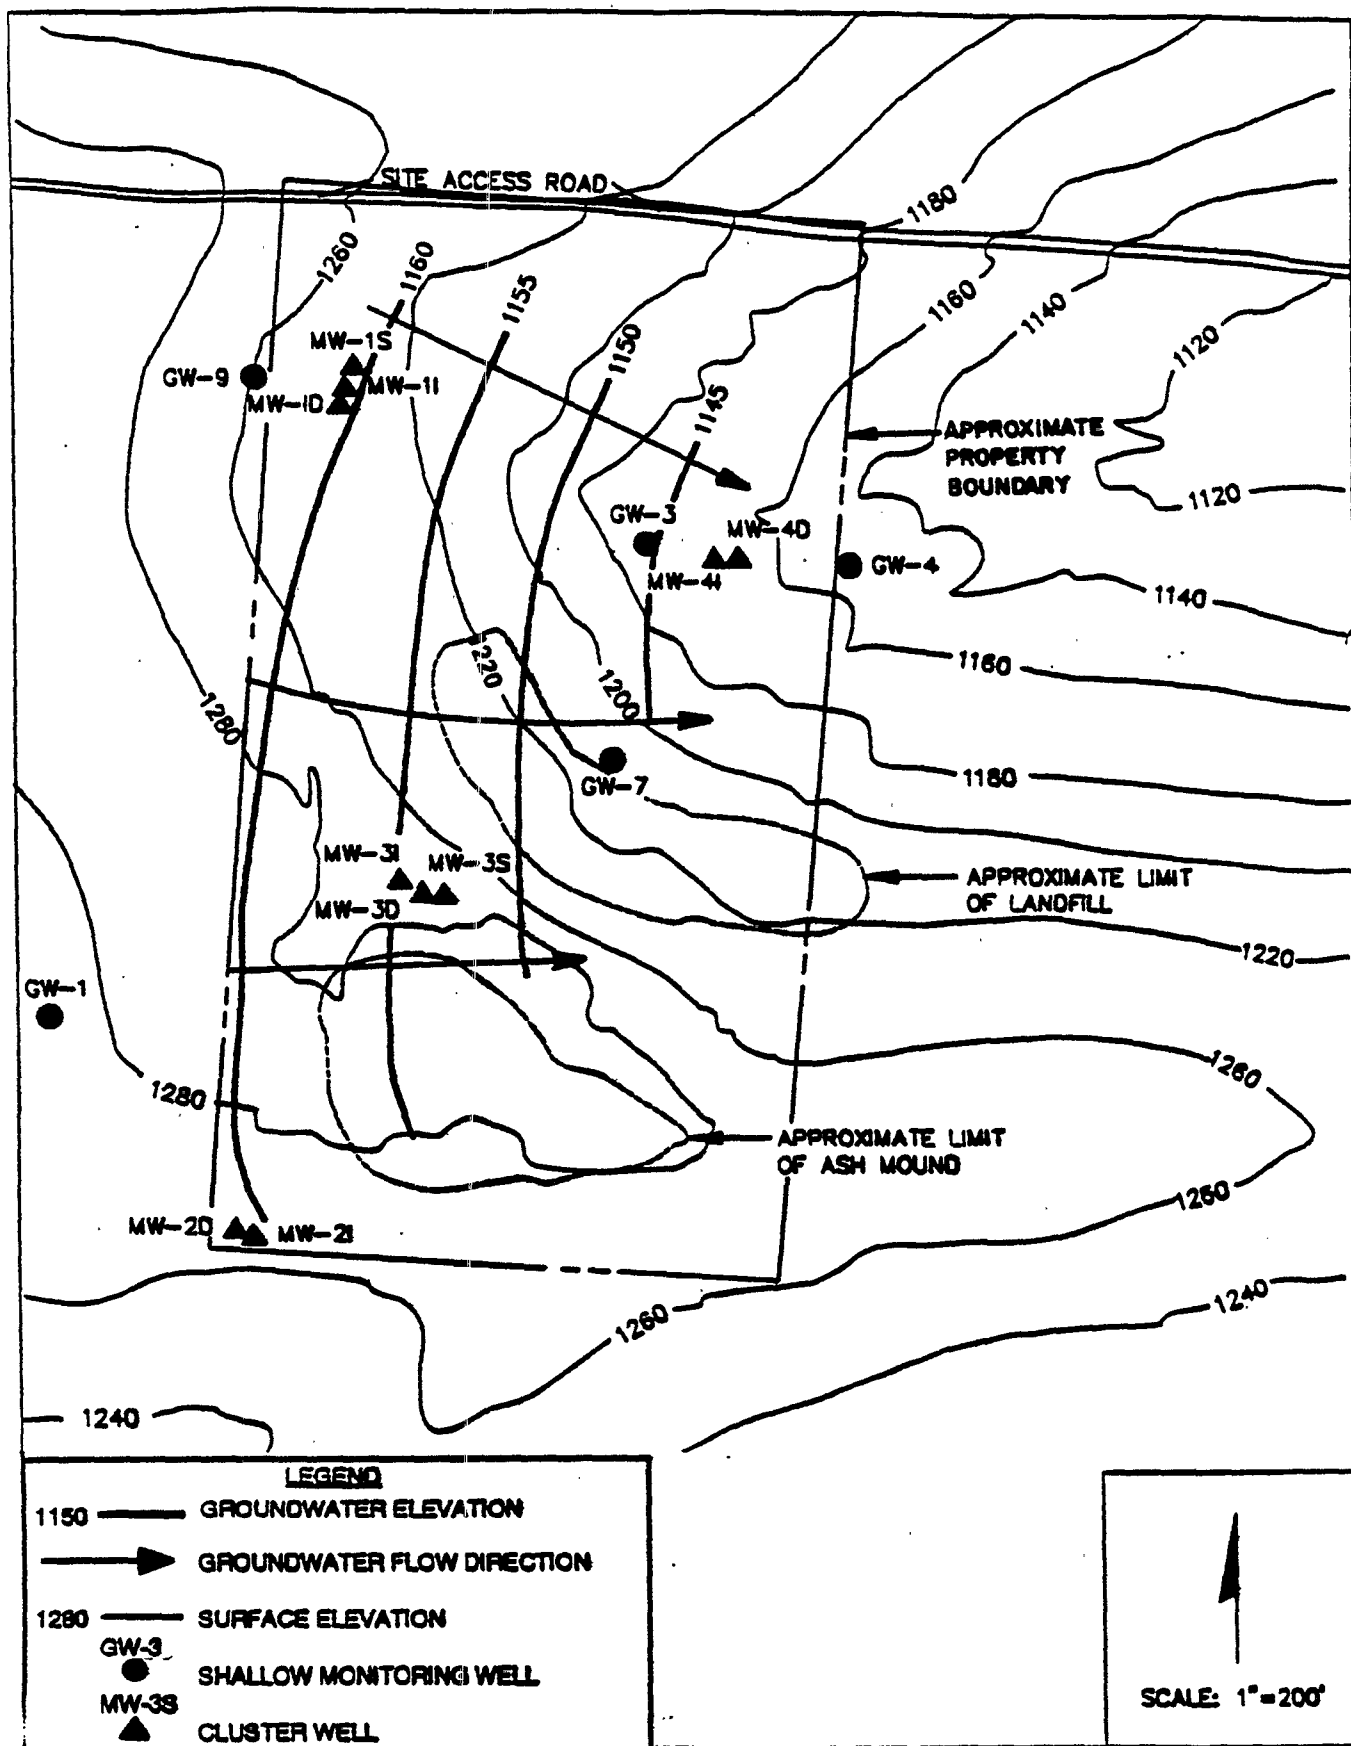 SITE ACCESS ROAD
1180
1260
1160
1155
1160
1140
1150
1120
MW-1S
GW-9
MW-1I
MW-1D
1145
APPROXIMATE
PROPERTY
BOUNDARY
1120
GW-3
MW-4D
MW-4I
GW-4
1140
1220
1160
1200
1280
1180
GW-7
MW-3I
MW-3S
MW-3D
APPROXIMATE LIMIT
OF LANDFILL
1220
GW-1
1260
1280
APPROXIMATE LIMIT
OF ASH MOUND
1260
MW-2D
MW-2I
1260
1240
1240
LEGEND
1150 GROUNDWATER ELEVATION
GROUNDWATER FLOW DIRECTION
1280 SURFACE ELEVATION
GW-3
SHALLOW MONITORING WELL
MW-3S
CLUSTER WELL
SCALE: 1"=200'